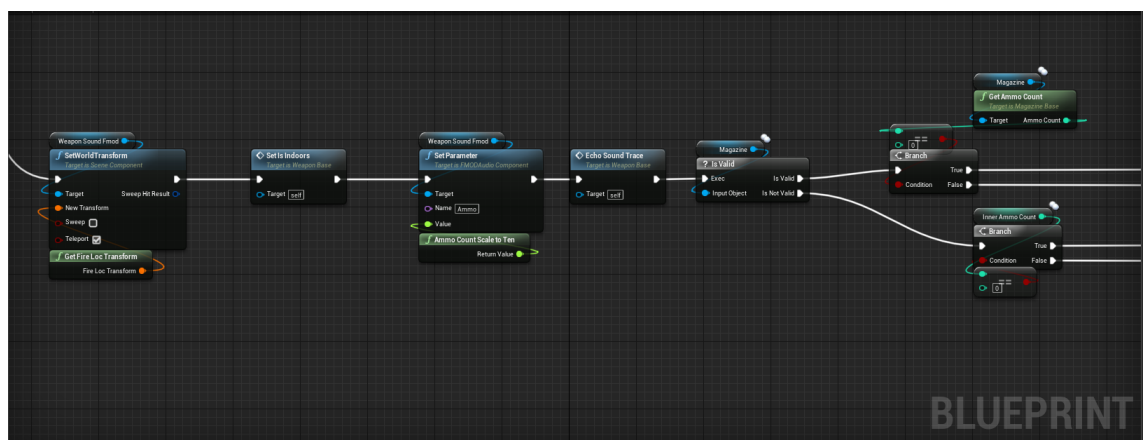 Weapon Sound Fmod
SetWorldTransform
Target is Scene Component
Target
Sweep Hit Result
New Transform
Sweep
Teleport
Get Fire Loc Transform
Fire Loc Transform
Set Is Indoors
Target is Weapon Base
Target self
Weapon Sound Fmod
SetParameter
Target is FMODAudio Component
Target
Name Ammo
Value
Ammo Count Scale to Ten
Return Value
Echo Sound Trace
Target is Weapon Base
Target self
Magazine
? Is Valid
Exec Is Valid
Input Object Is Not Valid
Magazine
Get Ammo Count
Target is Magazine Base
Target Ammo Count
==
0
Branch
True
Condition False
Inner Ammo Count
Branch
True
Condition False
==
0
BLUEPRINT